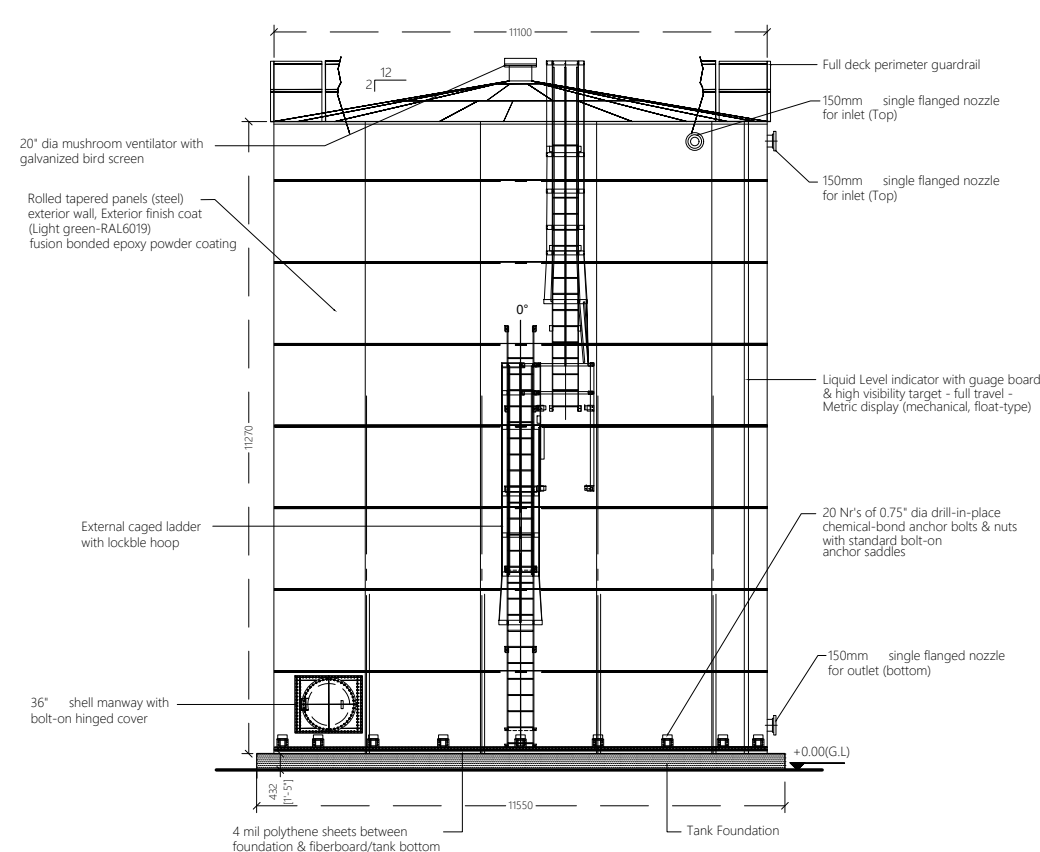 11100
12
2
Full deck perimeter guardrail
150mm single flanged nozzle
for inlet (Top)
20" dia mushroom ventilator with
galvanized bird screen
150mm single flanged nozzle
for inlet (Top)
Rolled tapered panels (steel)
exterior wall, Exterior finish coat
(Light green-RAL6019)
fusion bonded epoxy powder coating
0°
Liquid Level indicator with guage board
& high visibility target - full travel -
Metric display (mechanical, float-type)
11270
External caged ladder
with lockble hoop
20 Nr's of 0.75" dia drill-in-place
chemical-bond anchor bolts & nuts
with standard bolt-on
anchor saddles
150mm single flanged nozzle
for outlet (bottom)
36" shell manway with
bolt-on hinged cover
+0.00(G.L)
432
[1'-5"]
11550
4 mil polythene sheets between
foundation & fiberboard/tank bottom
Tank Foundation